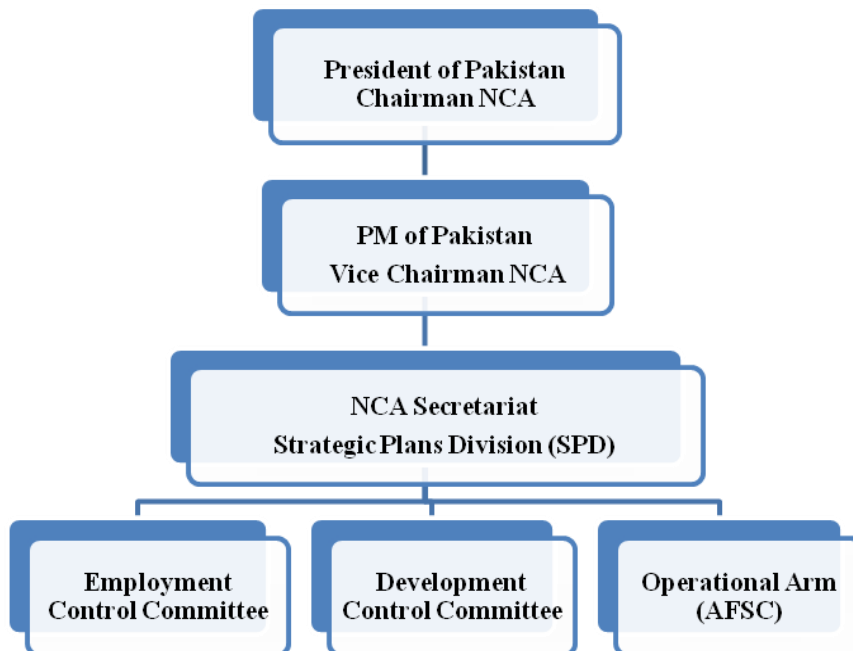 President of Pakistan
Chairman NCA
PM of Pakistan
Vice Chairman NCA
NCA Secretariat
Strategic Plans Division (SPD)
Employment
Control Committee
Development
Control Committee
Operational Arm
(AFSC)